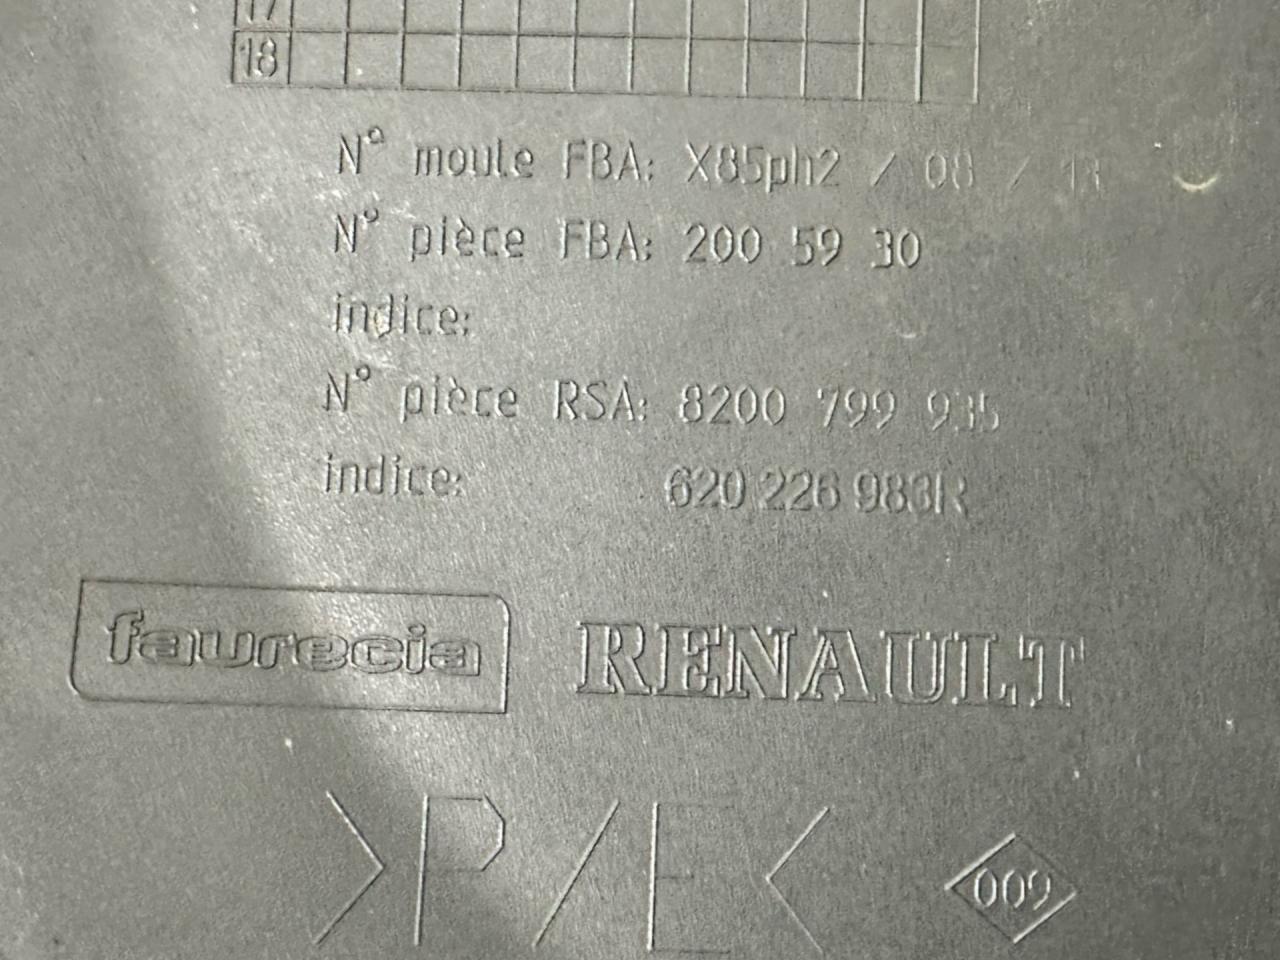 17
18
N° moule FBA: X85ph2 / 08 /
N° pièce FBA: 200 59 30
indice:
N° pièce RSA: 8200 799 935
indice: 620 226 983R
faurecia RENAULT
>P/E<
009